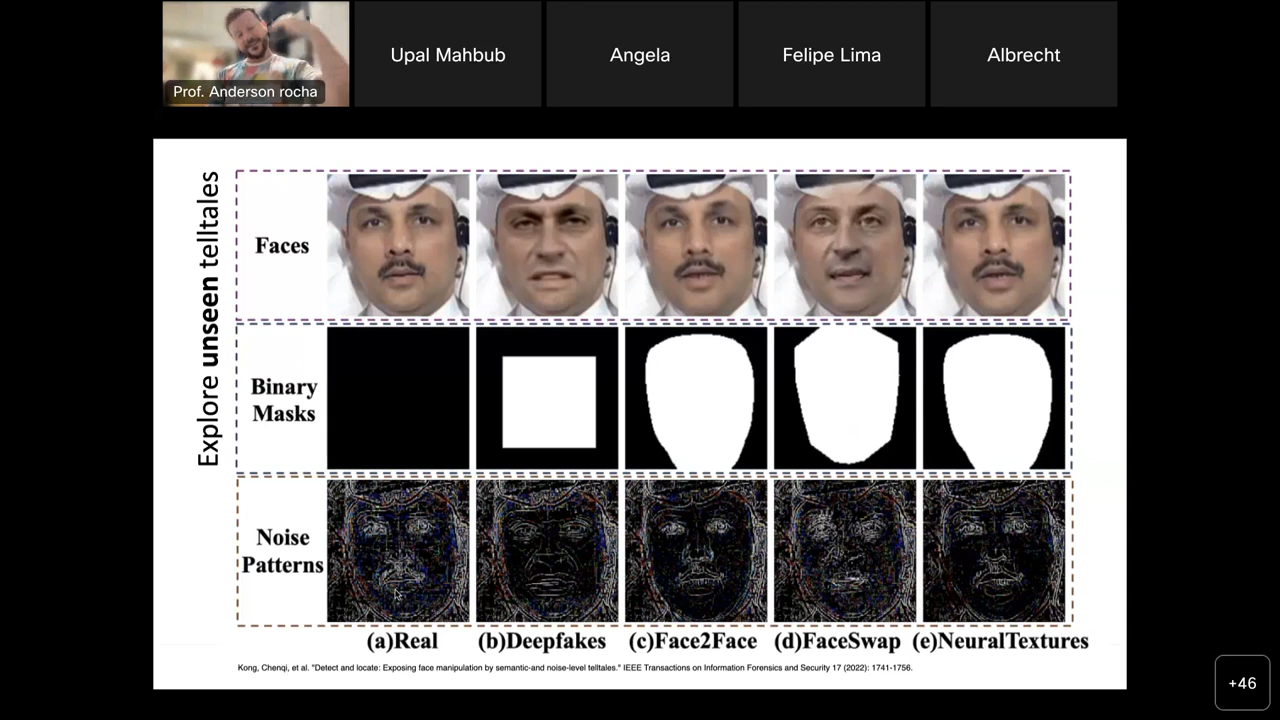 Upal Mahbub
Angela
Felipe Lima
Albrecht
Prof. Anderson rocha
Explore unseen telltales
Faces
Binary
Masks
Noise
Patterns
(a)Real
(b)Deepfakes
(c)Face2Face
(d)FaceSwap
(e)NeuralTextures
Kong, Chenqi, et al. "Detect and locate: Exposing face manipulation by semantic-and noise-level telltales." IEEE Transactions on Information Forensics and Security 17 (2022): 1741-1756.
+46